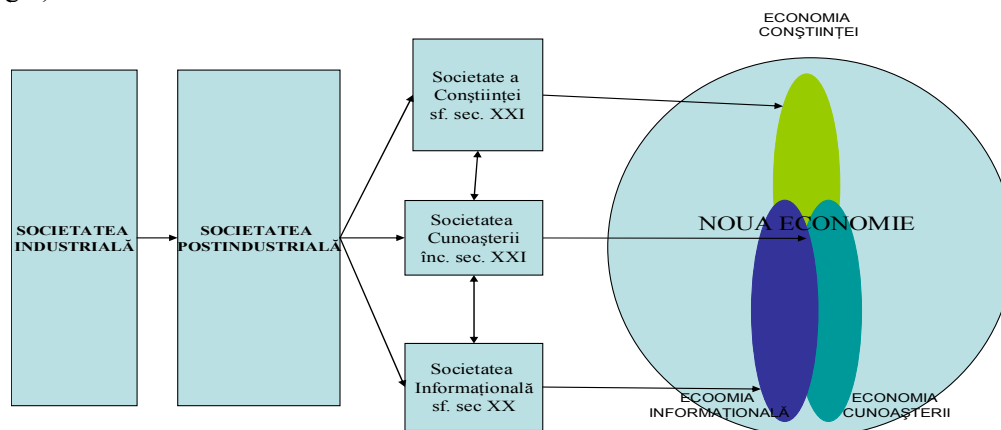 ECONOMIA
CONŞTIINŢEI
Societate a
Conştiinţei
sf. sec. XXI
SOCIETATEA
INDUSTRIALĂ
SOCIETATEA
POSTINDUSTRIALĂ
Societatea
Cunoaşterii
înc. sec. XXI
NOUA ECONOMIE
Societatea
Informaţională
sf. sec XX
ECOOMIA
INFORMAŢIONALĂ
ECONOMIA
CUNOAŞTERII